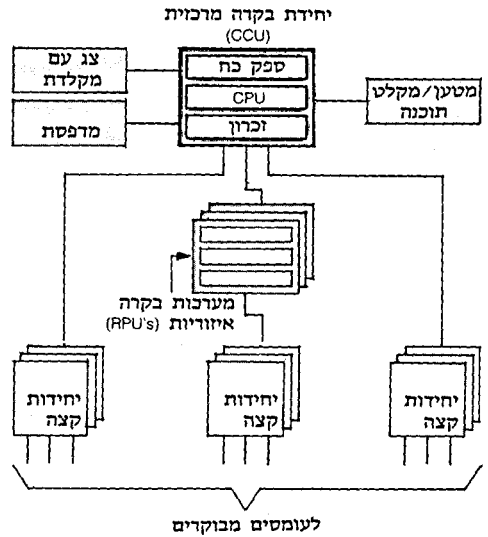 יחידת בקרה מרכזית
(CCU)
צג עם
מקלדת
מדפסת
ספק כח
CPU
זכרון
מטען/מקלט
תוכנה
מערכות בקרה
איזוריות (RPU's)
יחידות
קצה
יחידות
קצה
יחידות
קצה
לעומסים מבוקרים